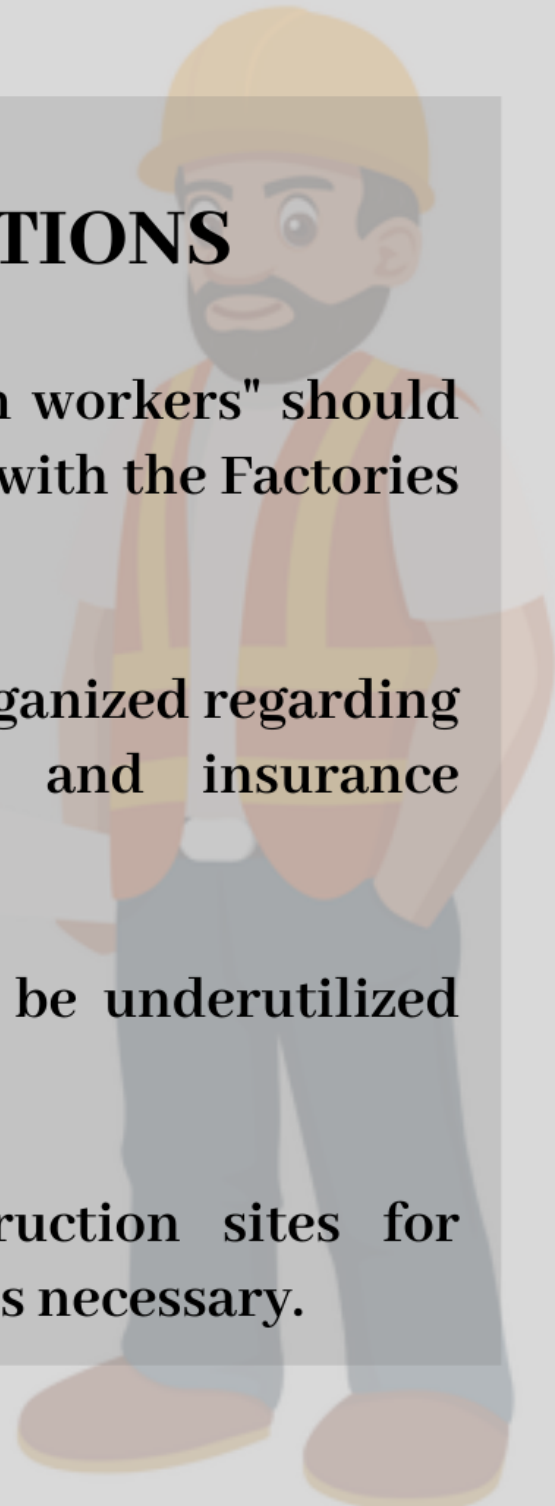 TIONS
n workers" should
with the Factories
ganized regarding
and insurance
be underutilized
ruction sites for
s necessary.